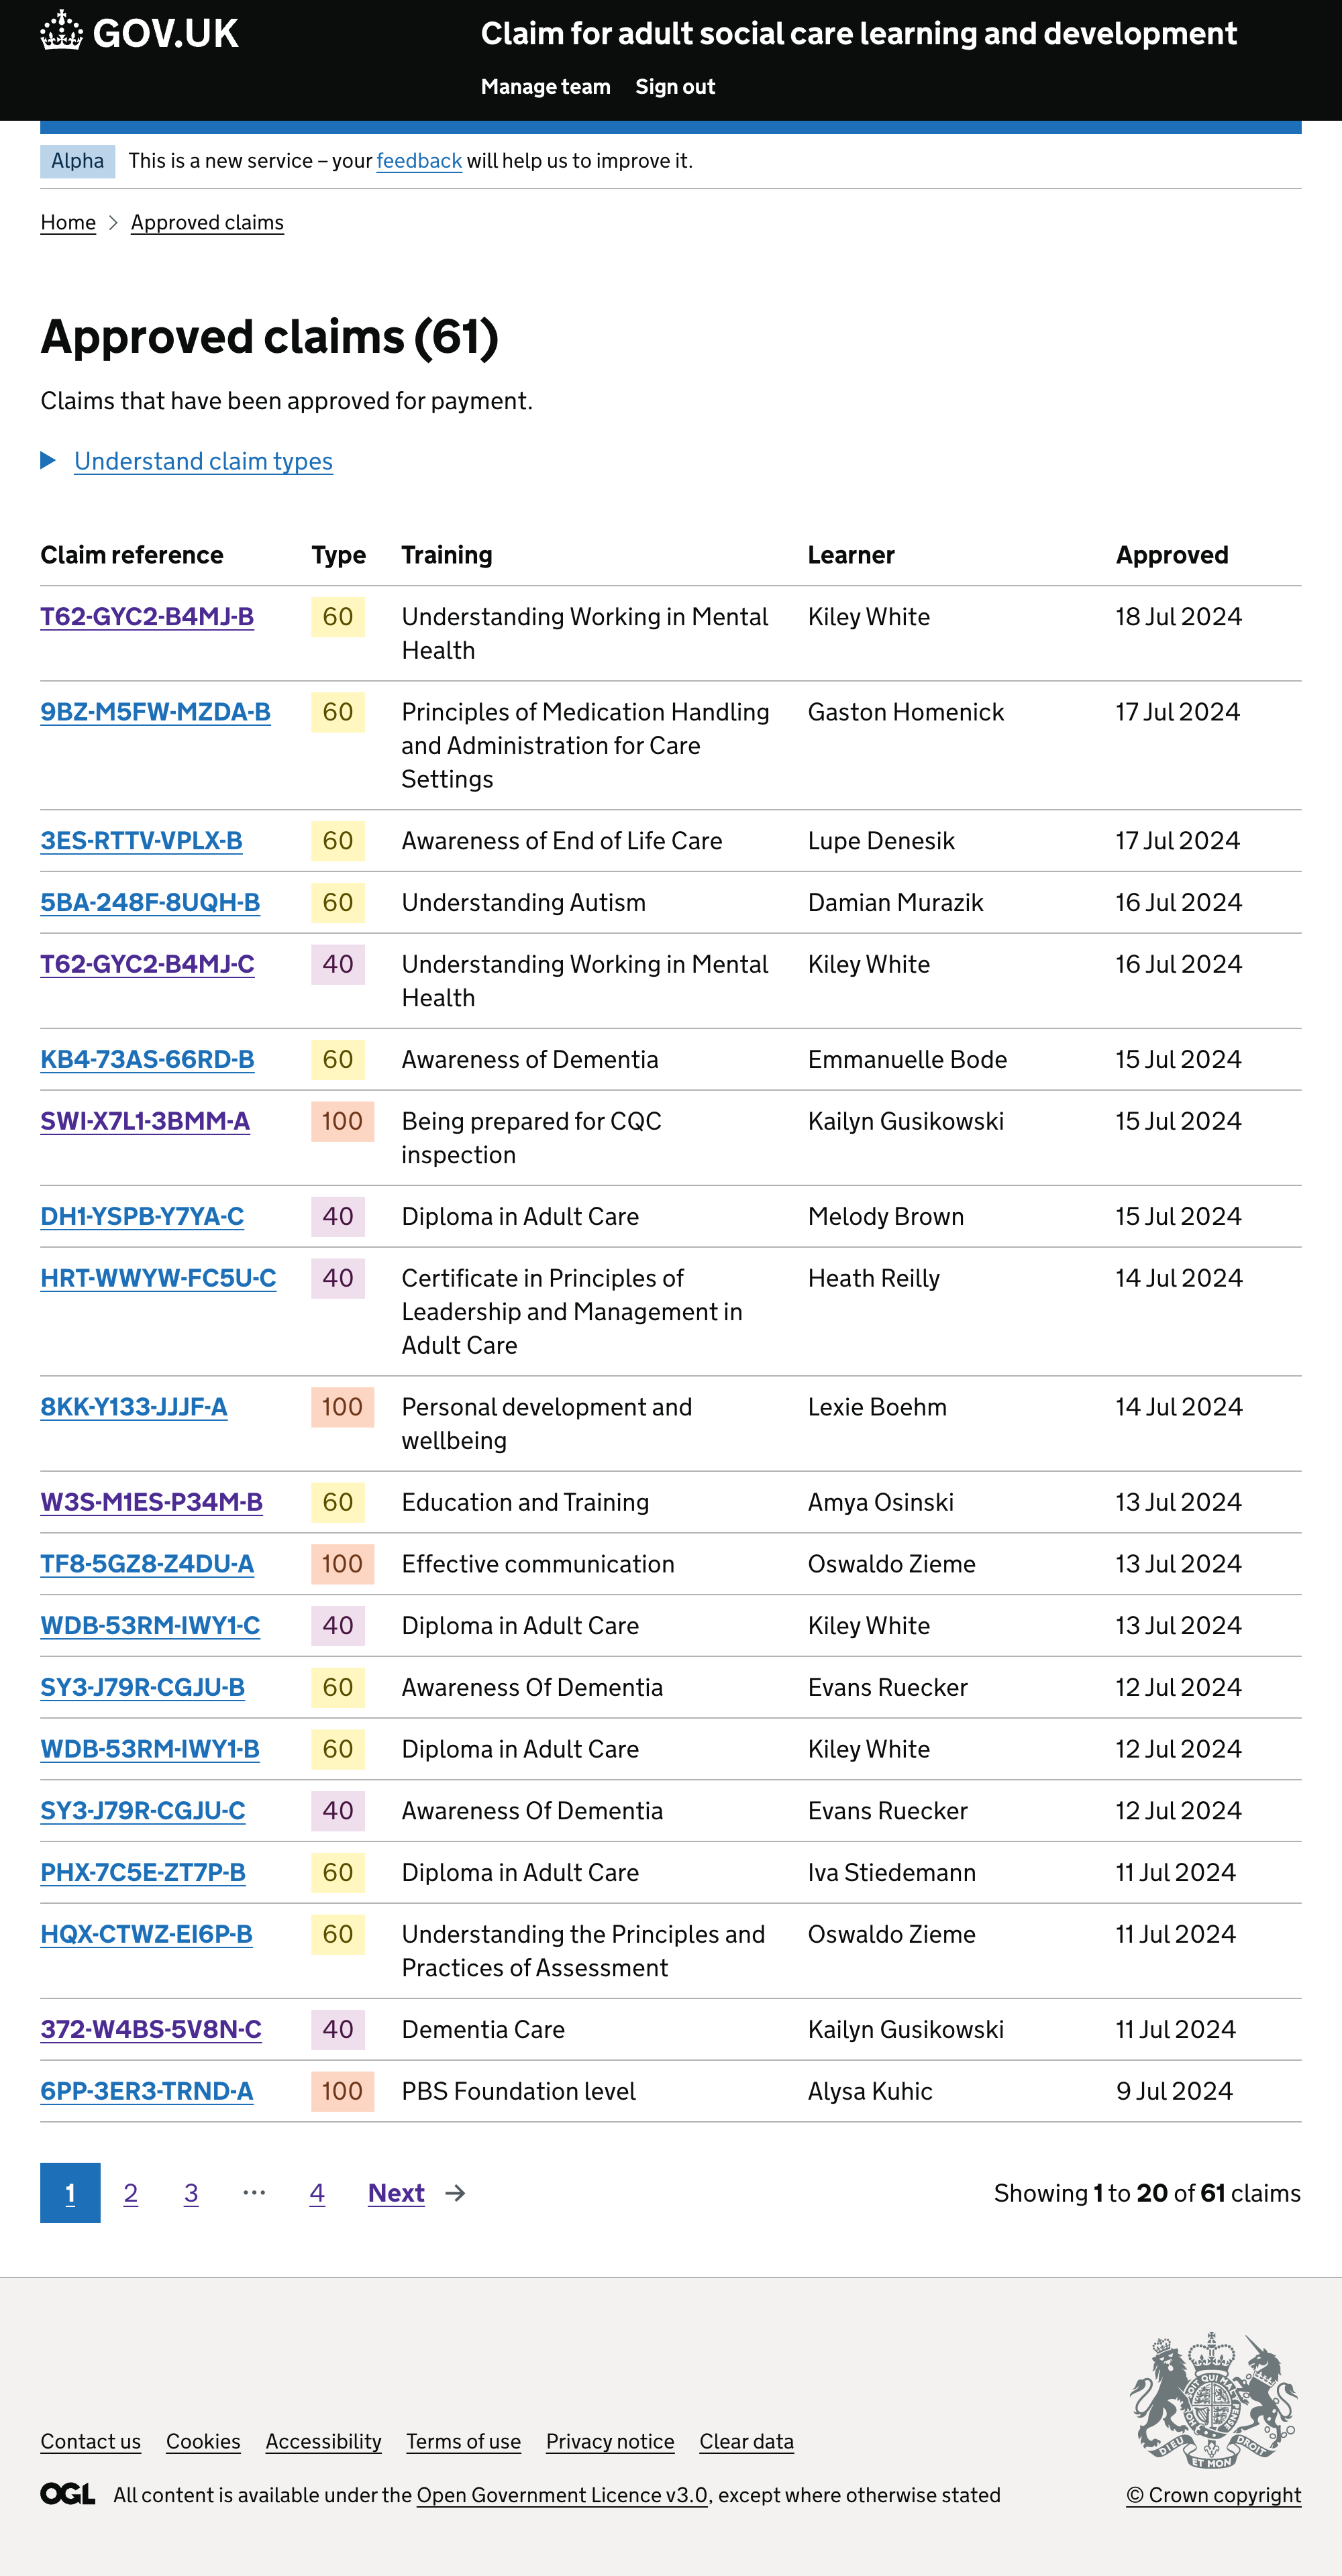 GOV.UK
Claim for adult social care learning and development
Manage team Sign out
Alpha This is a new service – your feedback will help us to improve it.
Home Approved claims
Approved claims (61)
Claims that have been approved for payment.
Understand claim types
Claim reference Type Training Learner Approved
T62-GYC2-B4MJ-B 60 Understanding Working in Mental Kiley White 18 Jul 2024
Health
9BZ-M5FW-MZDA-B 60 Principles of Medication Handling Gaston Homenick 17 Jul 2024
and Administration for Care
Settings
3ES-RTTV-VPLX-B 60 Awareness of End of Life Care Lupe Denesik 17 Jul 2024
5BA-248F-8UQH-B 60 Understanding Autism Damian Murazik 16 Jul 2024
T62-GYC2-B4MJ-C 40 Understanding Working in Mental Kiley White 16 Jul 2024
Health
KB4-73AS-66RD-B 60 Awareness of Dementia Emmanuelle Bode 15 Jul 2024
SWI-X7L1-3BMM-A 100 Being prepared for CQC Kailyn Gusikowski 15 Jul 2024
inspection
DH1-YSPB-Y7YA-C 40 Diploma in Adult Care Melody Brown 15 Jul 2024
HRT-WWYW-FC5U-C 40 Certificate in Principles of Heath Reilly 14 Jul 2024
Leadership and Management in
Adult Care
8KK-Y133-JJJF-A 100 Personal development and Lexie Boehm 14 Jul 2024
wellbeing
W3S-M1ES-P34M-B 60 Education and Training Amya Osinski 13 Jul 2024
TF8-5GZ8-Z4DU-A 100 Effective communication Oswaldo Zieme 13 Jul 2024
WDB-53RM-IWY1-C 40 Diploma in Adult Care Kiley White 13 Jul 2024
SY3-J79R-CGJU-B 60 Awareness Of Dementia Evans Ruecker 12 Jul 2024
WDB-53RM-IWY1-B 60 Diploma in Adult Care Kiley White 12 Jul 2024
SY3-J79R-CGJU-C 40 Awareness Of Dementia Evans Ruecker 12 Jul 2024
PHX-7C5E-ZT7P-B 60 Diploma in Adult Care Iva Stiedemann 11 Jul 2024
HQX-CTWZ-EI6P-B 60 Understanding the Principles and Oswaldo Zieme 11 Jul 2024
Practices of Assessment
372-W4BS-5V8N-C 40 Dementia Care Kailyn Gusikowski 11 Jul 2024
6PP-3ER3-TRND-A 100 PBS Foundation level Alysa Kuhic 9 Jul 2024
1 2 3 ⋯ 4 Next → Showing 1 to 20 of 61 claims
DIEU ET MON DROIT
Contact us Cookies Accessibility Terms of use Privacy notice Clear data
OGL All content is available under the Open Government Licence v3.0, except where otherwise stated © Crown copyright